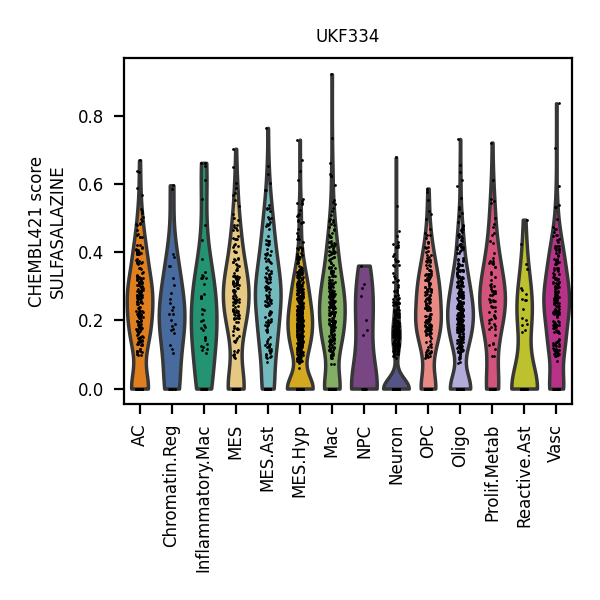 UKF334
CHEMBL421 score
SULFASALAZINE
0.8
0.6
0.4
0.2
0.0
AC
Chromatin.Reg
Inflammatory.Mac
MES
MES.Ast
MES.Hyp
Mac
NPC
Neuron
OPC
Oligo
Prolif.Metab
Reactive.Ast
Vasc